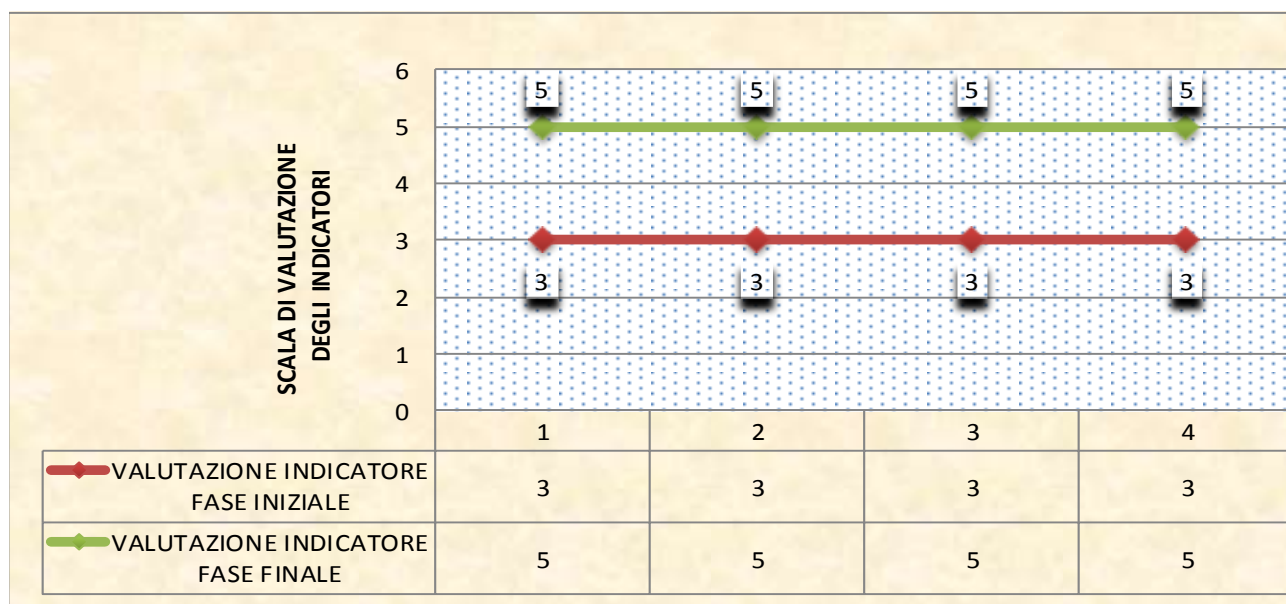 SCALA DI VALUTAZIONE
DEGLI INDICATORI
6
5
4
3
2
1
0
5 5 5 5
3 3 3 3
1 2 3 4
VALUTAZIONE INDICATORE
FASE INIZIALE
3 3 3 3
VALUTAZIONE INDICATORE
FASE FINALE
5 5 5 5